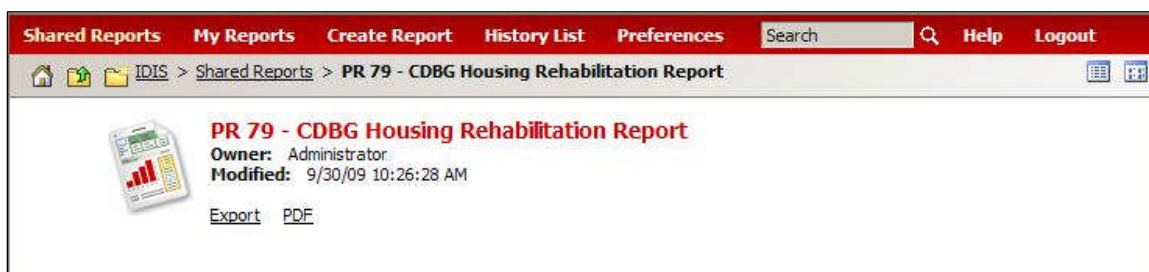 Shared Reports My Reports Create Report History List Preferences Search Help Logout
IDIS > Shared Reports > PR 79 - CDBG Housing Rehabilitation Report
PR 79 - CDBG Housing Rehabilitation Report
Owner: Administrator
Modified: 9/30/09 10:26:28 AM
Export PDF